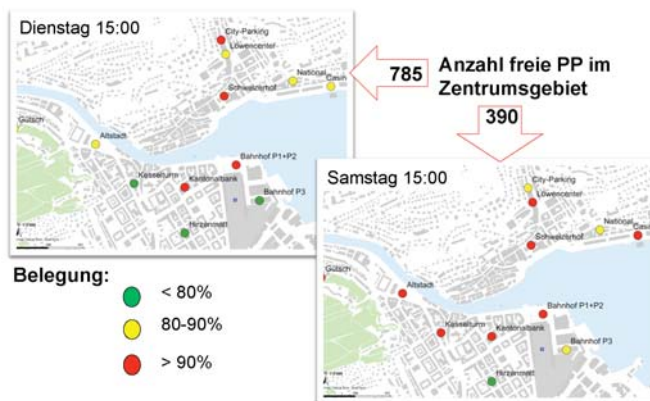 Dienstag 15:00
City-Parking
Löwencenter
National
Casin
Schweizerhof
Gütsch
Altstadt
Bahnhof P1+P2
Kesselturm
Kantonalbank
Bahnhof P3
Hirzenmatt
785
Anzahl freie PP im
Zentrumsgebiet
390
Samstag 15:00
City-Parking
Löwencenter
National
Casin
Schweizerhof
Gütsch
Altstadt
Bahnhof P1+P2
Kesselturm
Kantonalbank
Bahnhof P3
Hirzenmatt
Belegung:
< 80%
80-90%
> 90%